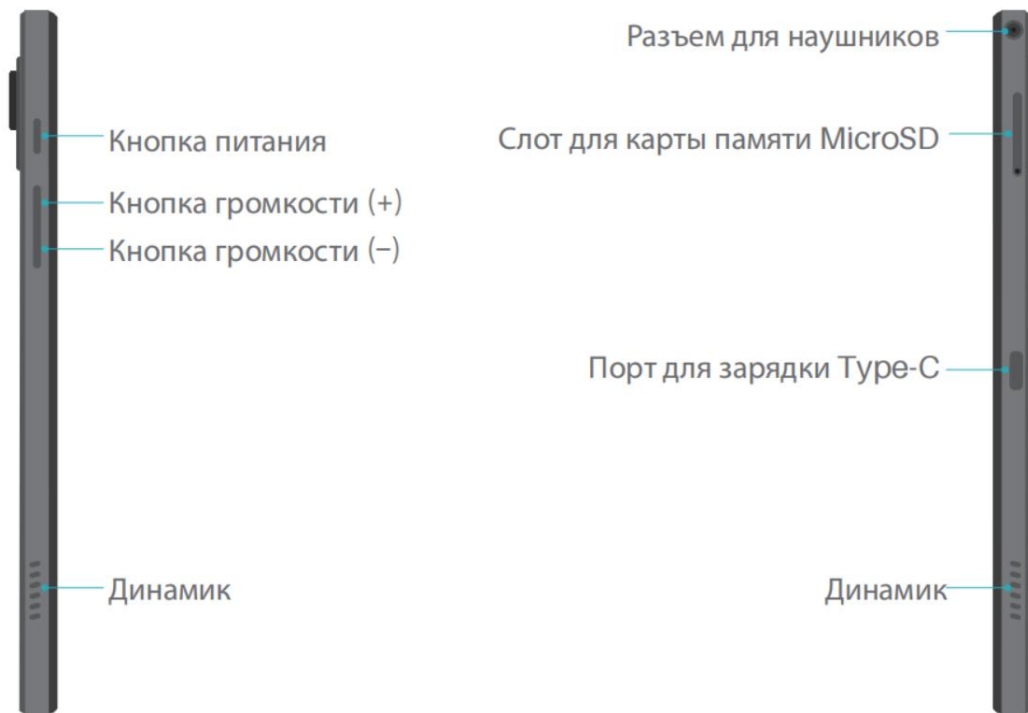 Кнопка питания
Кнопка громкости (+)
Кнопка громкости (–)
Динамик
Разъем для наушников
Слот для карты памяти MicroSD
Порт для зарядки Type-C
Динамик